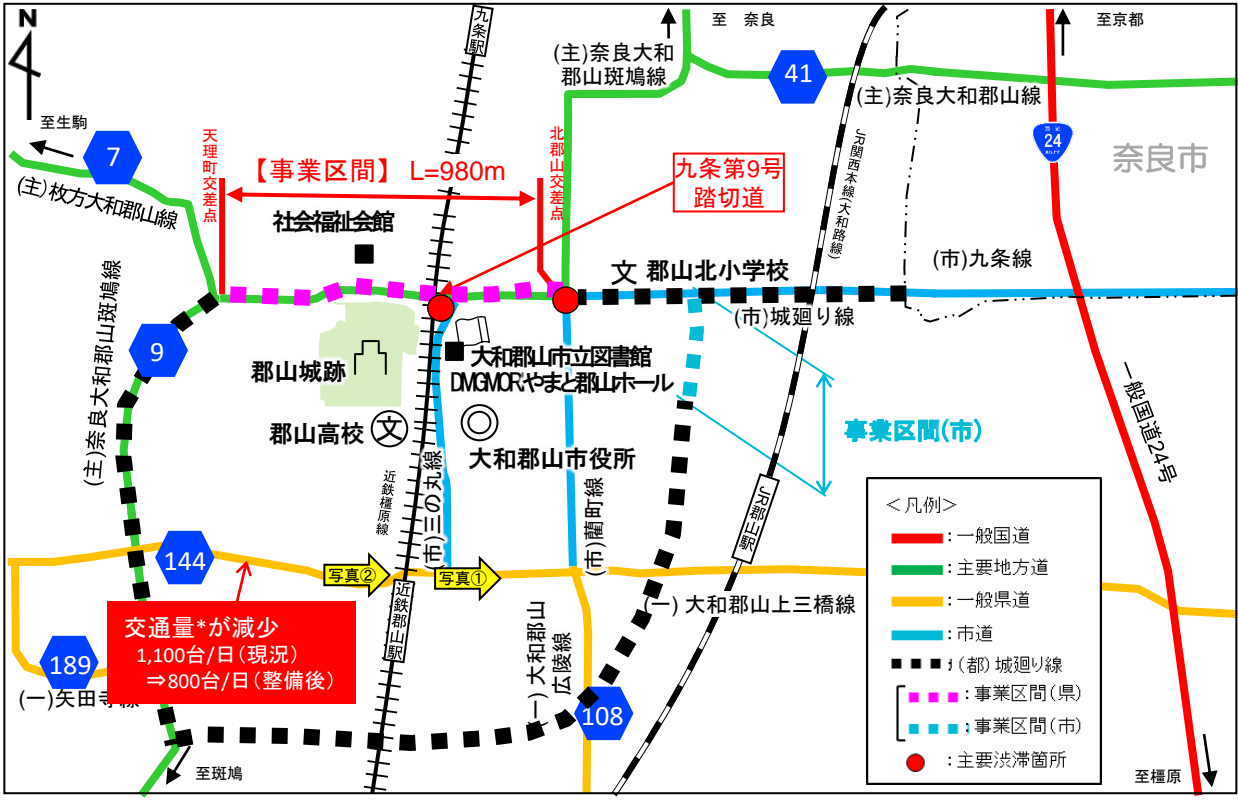 N
九条駅
至 奈良
至京都
(主)奈良大和
郡山斑鳩線
41
(主)奈良大和郡山線
至生駒
7
(主)枚方大和郡山線
天理町交差点
【事業区間】 L=980m
北郡山交差点
九条第9号
踏切道
JR関西本線(大和路線)
24
奈良市
社会福祉会館
文 郡山北小学校
(市)九条線
(市)城廻り線
(主)奈良大和郡山斑鳩線
9
郡山城跡
大和郡山市立図書館
DMGMORIやまと郡山ホール
郡山高校
文
大和郡山市役所
事業区間(市)
一般国道24号
近鉄橿原線
(市)三の丸線
(市)藺町線
JR郡山駅
144
写真②
写真①
近鉄郡山駅
(一)大和郡山上三橋線
交通量*が減少
1,100台/日(現況)
⇒800台/日(整備後)
189
(一)矢田寺線
(一)大和郡山
広陵線
108
至斑鳩
至橿原
<凡例>
:一般国道
:主要地方道
:一般県道
:市道
:(都)城廻り線
:事業区間(県)
:事業区間(市)
:主要渋滞箇所